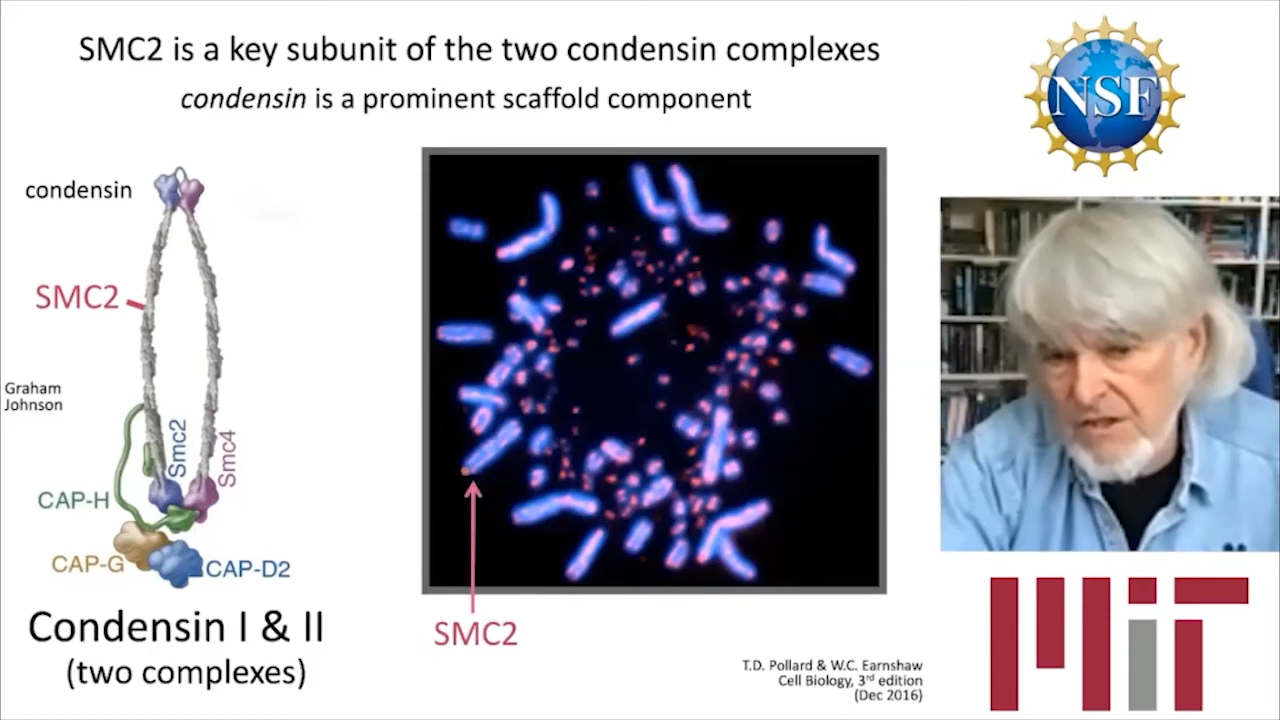 SMC2 is a key subunit of the two condensin complexes
condensin is a prominent scaffold component
NSF
condensin
SMC2
Graham
Johnson
Smc2
Smc4
CAP-H
CAP-G
CAP-D2
Condensin I & II
(two complexes)
SMC2
T.D. Pollard & W.C. Earnshaw
Cell Biology, 3rd edition
(Dec 2016)
MiT